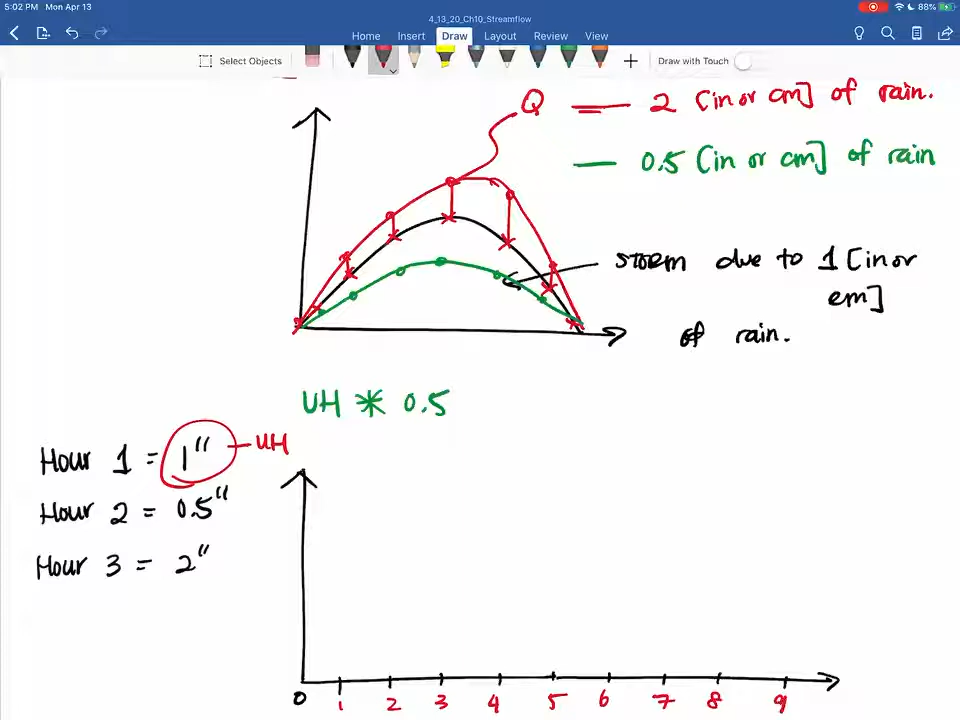 5:02 PM Mon Apr 13
88%
4_13_20_Ch10_Streamflow
Home Insert Draw Layout Review View
Select Objects
Draw with Touch
Q — 2 [in or cm] of rain.
— 0.5 [in or cm] of rain
storm due to 1 [in or
cm]
of rain.
UH * 0.5
Hour 1 = 1" — UH
Hour 2 = 0.5"
Hour 3 = 2"
0 1 2 3 4 5 6 7 8 9